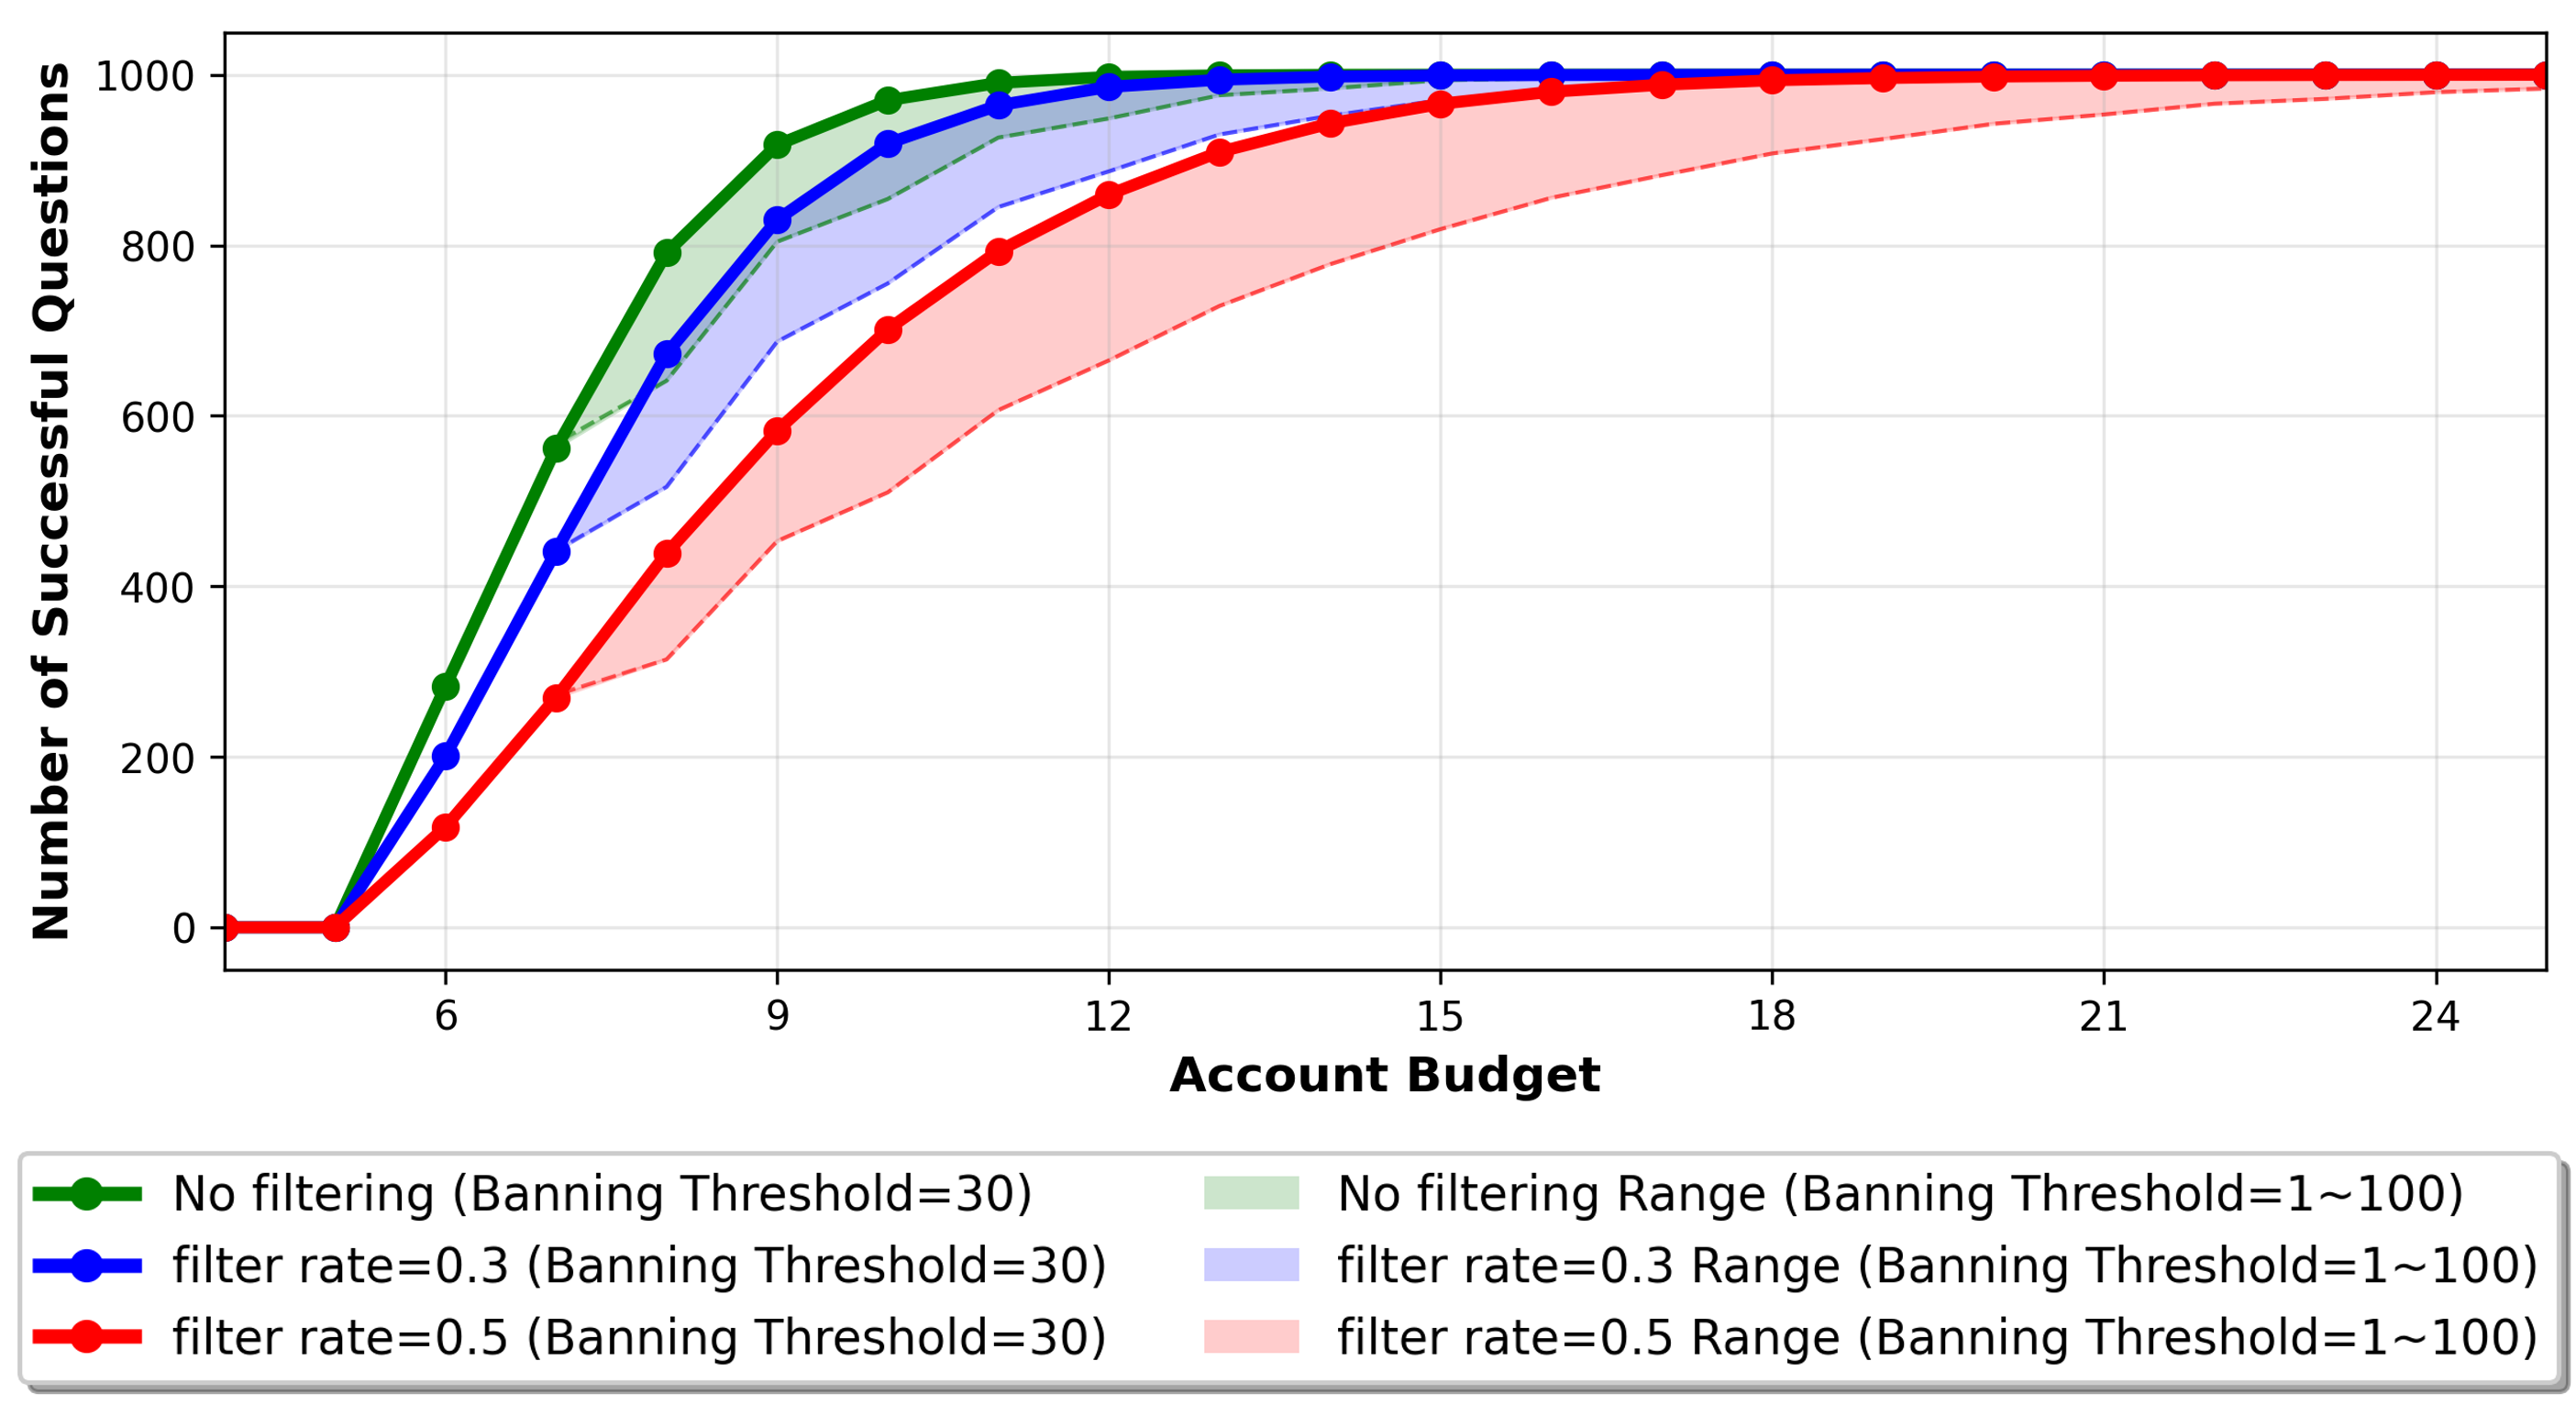 Number of Successful Questions
1000
800
600
400
200
0
6 9 12 15 18 21 24
Account Budget
No filtering (Banning Threshold=30)
filter rate=0.3 (Banning Threshold=30)
filter rate=0.5 (Banning Threshold=30)
No filtering Range (Banning Threshold=1~100)
filter rate=0.3 Range (Banning Threshold=1~100)
filter rate=0.5 Range (Banning Threshold=1~100)